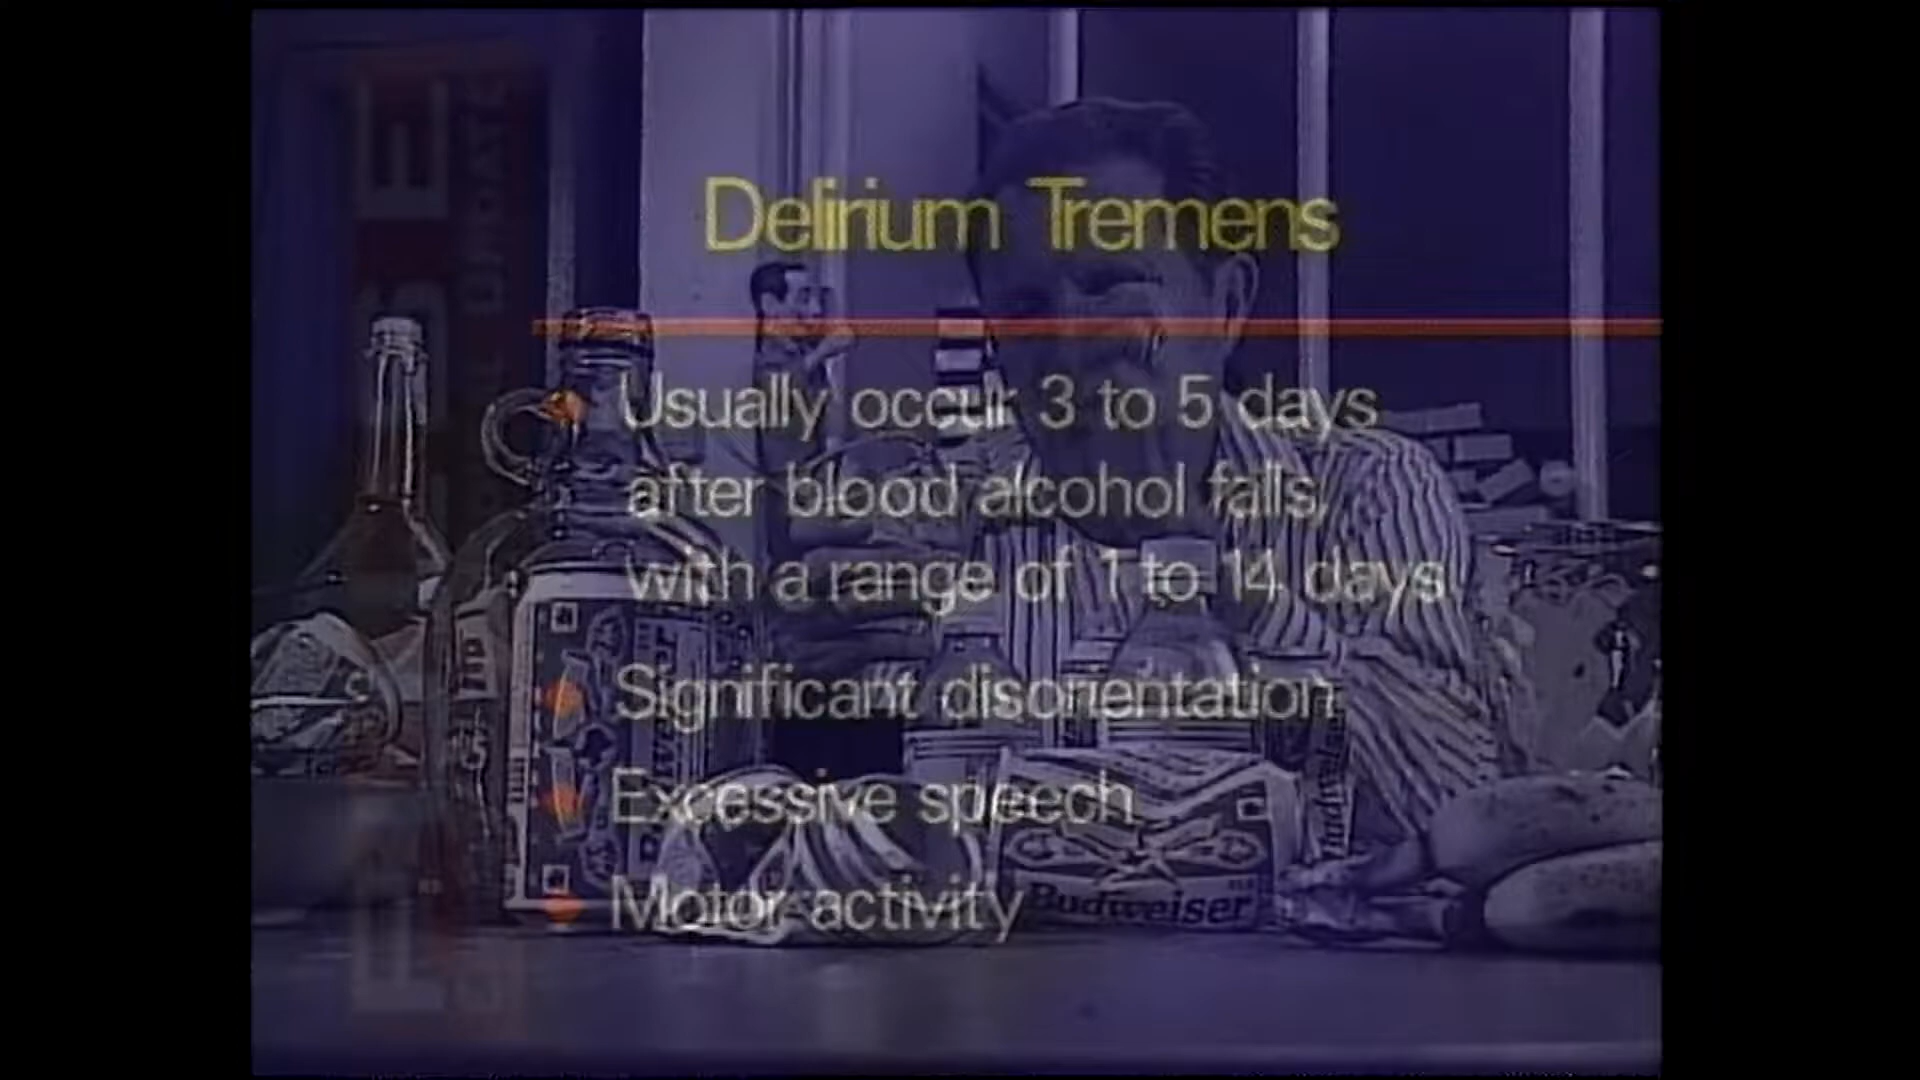 Delirium Tremens
Usually occur 3 to 5 days
after blood alcohol falls,
with a range of 1 to 14 days
Significant disorientation
Excessive speech
Motor activity
Budweiser